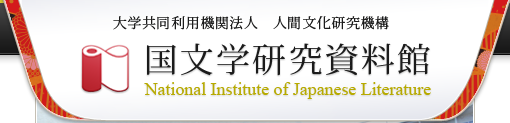 大学共同利用機関法人　人間文化研究機構
国文学研究資料館
National Institute of Japanese Literature